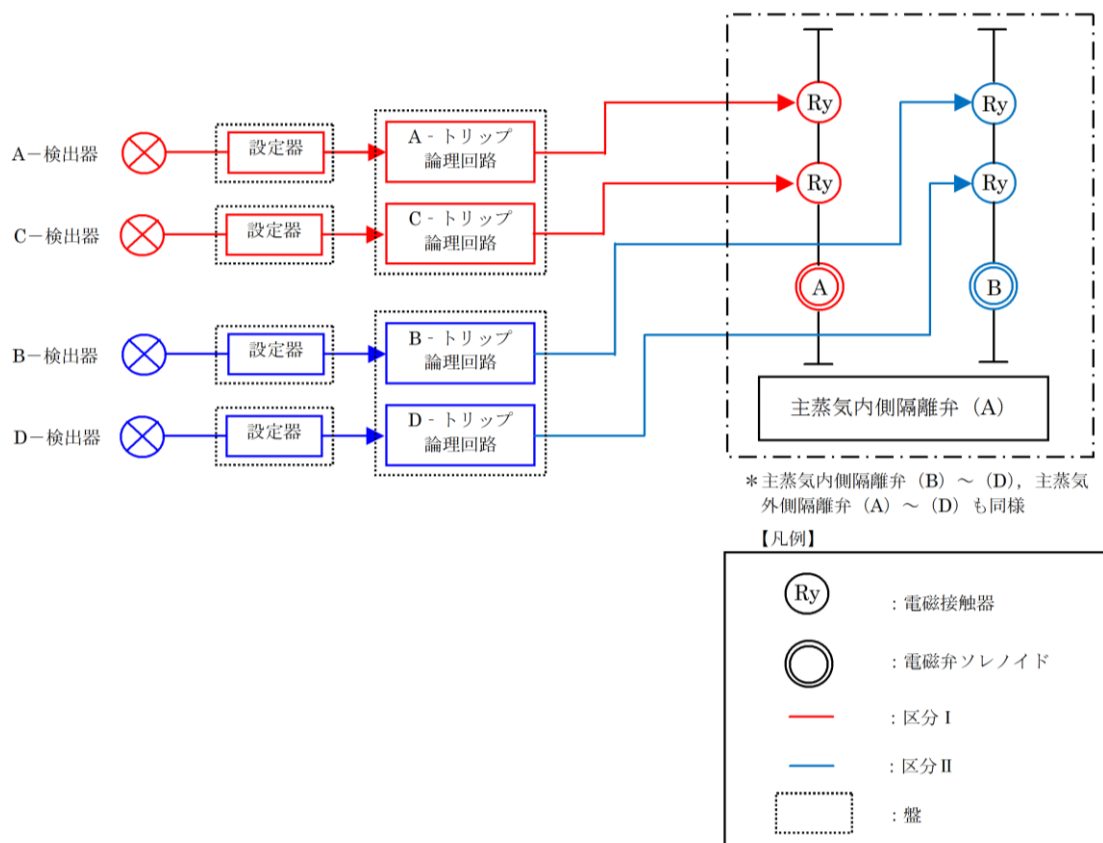 A－検出器
設定器
A‐トリップ
論理回路
C－検出器
設定器
C‐トリップ
論理回路
B－検出器
設定器
B‐トリップ
論理回路
D－検出器
設定器
D‐トリップ
論理回路
Ry
Ry
Ry
Ry
A
B
主蒸気内側隔離弁（A）
＊主蒸気内側隔離弁（B）～（D），主蒸気
外側隔離弁（A）～（D）も同様
【凡例】
Ry
：電磁接触器
：電磁弁ソレノイド
：区分Ⅰ
：区分Ⅱ
：盤